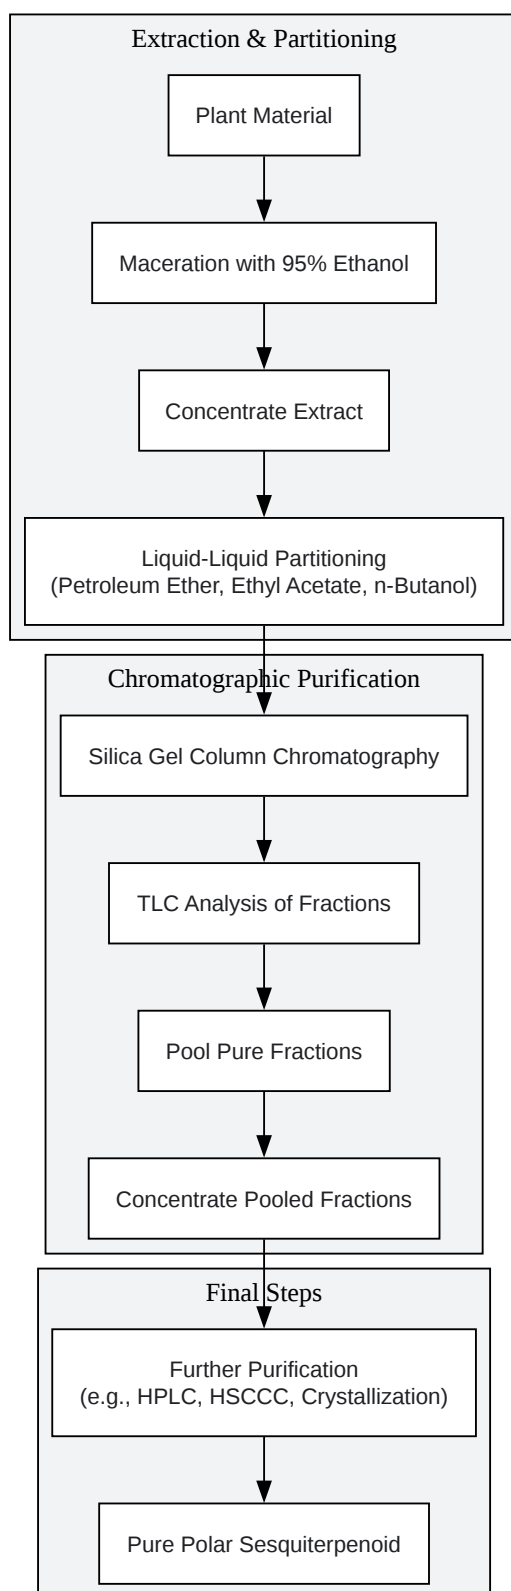 Extraction & Partitioning
Plant Material
Maceration with 95% Ethanol
Concentrate Extract
Liquid-Liquid Partitioning
(Petroleum Ether, Ethyl Acetate, n-Butanol)
Chromatographic Purification
Silica Gel Column Chromatography
TLC Analysis of Fractions
Pool Pure Fractions
Concentrate Pooled Fractions
Final Steps
Further Purification
(e.g., HPLC, HSCCC, Crystallization)
Pure Polar Sesquiterpenoid